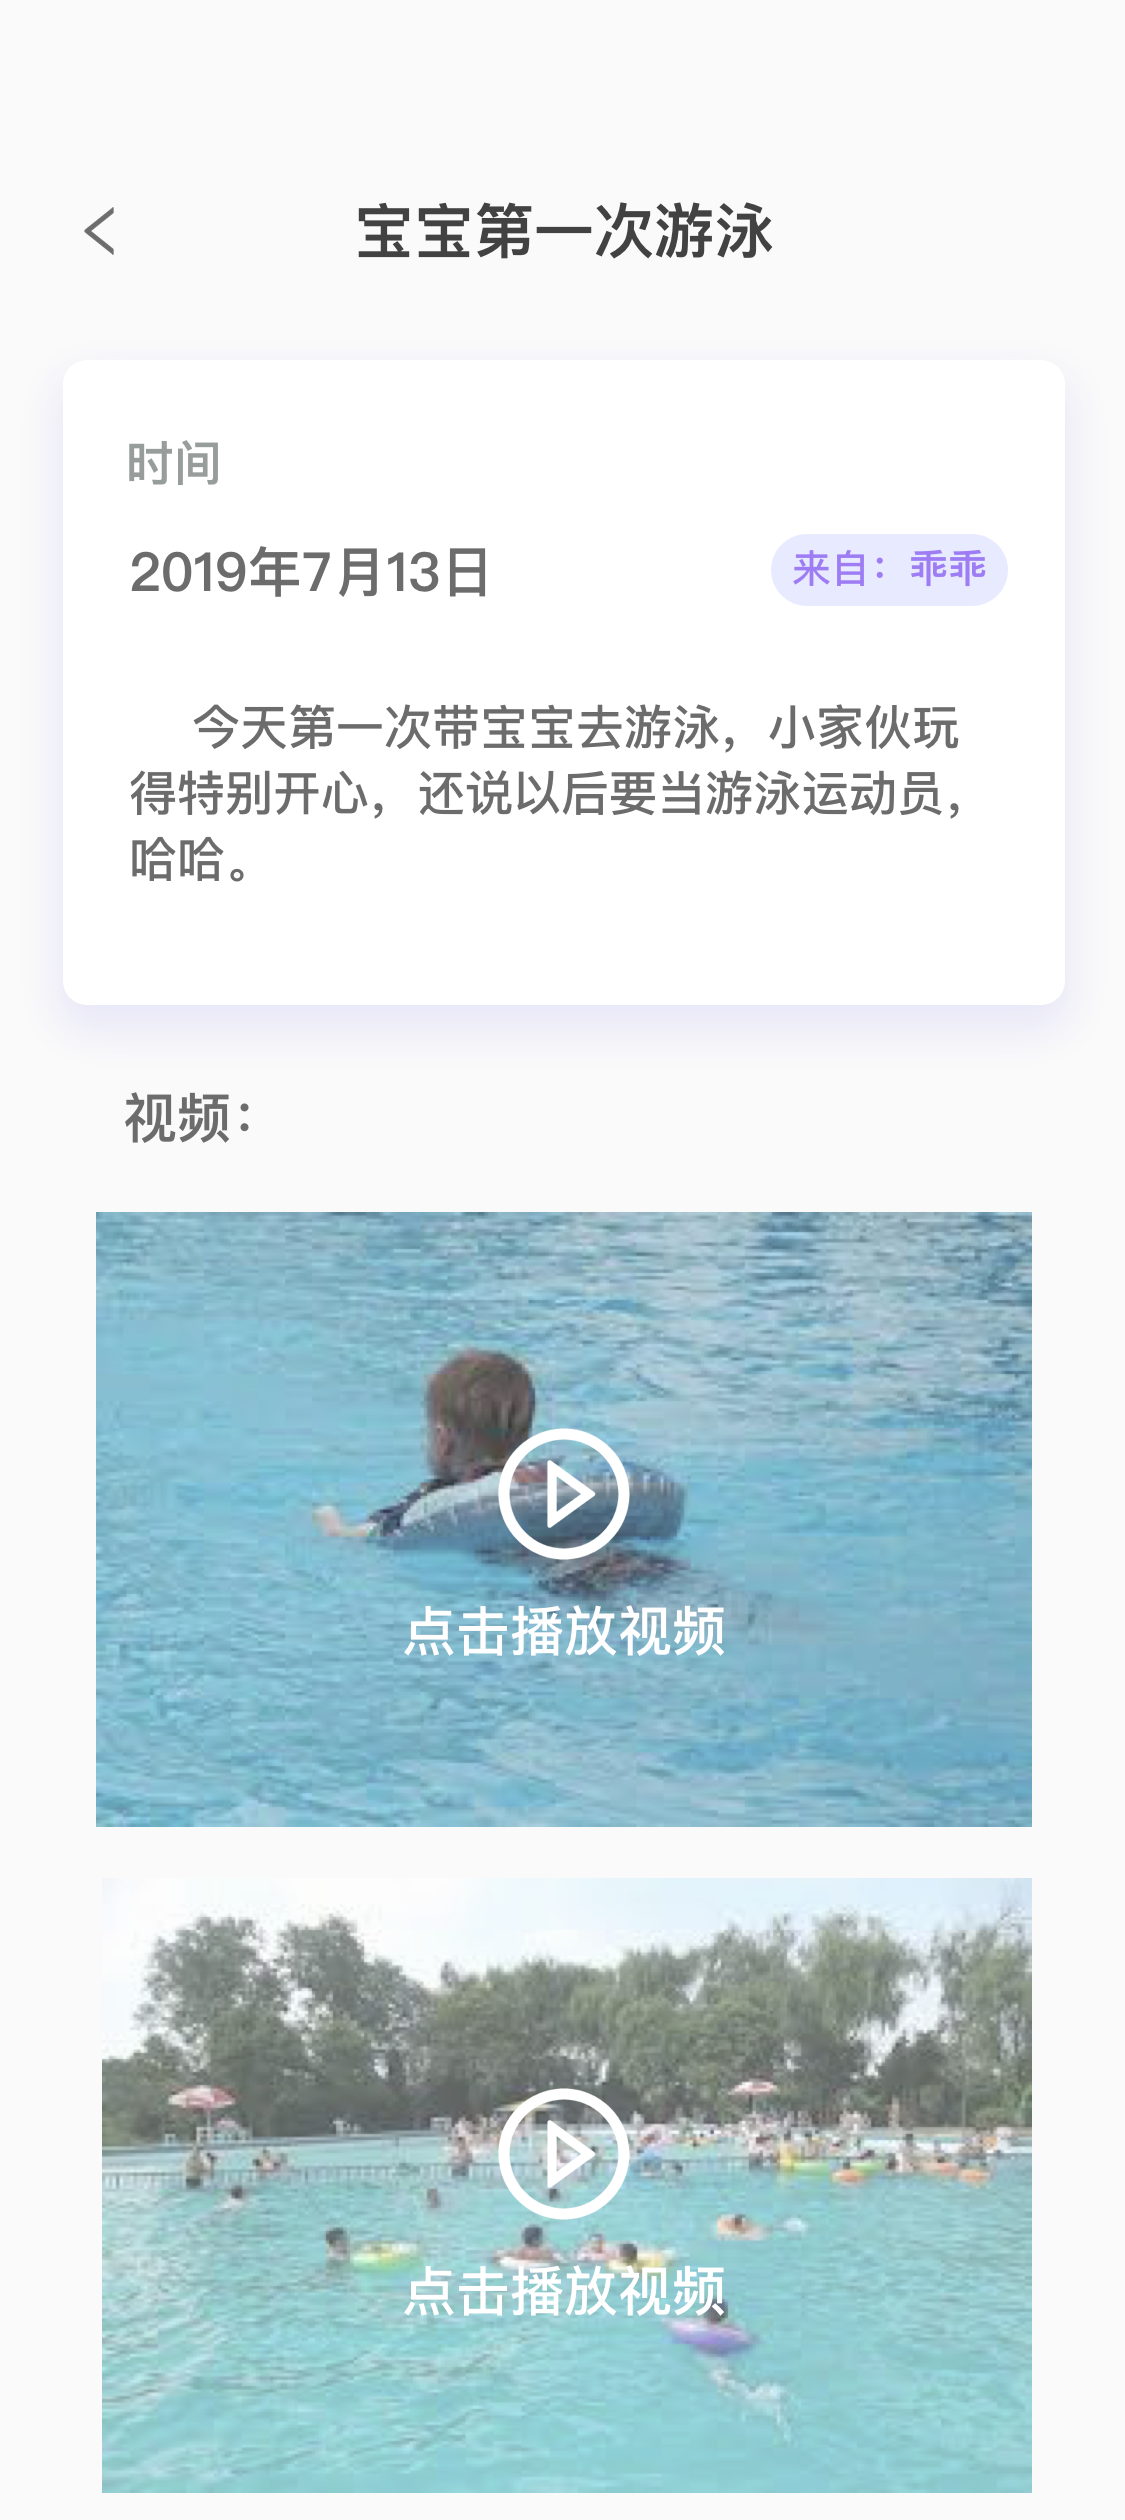 宝宝第一次游泳
时间
2019年7月13日
来自：乖乖
今天第一次带宝宝去游泳，小家伙玩
得特别开心，还说以后要当游泳运动员，
哈哈。
视频：
点击播放视频
点击播放视频